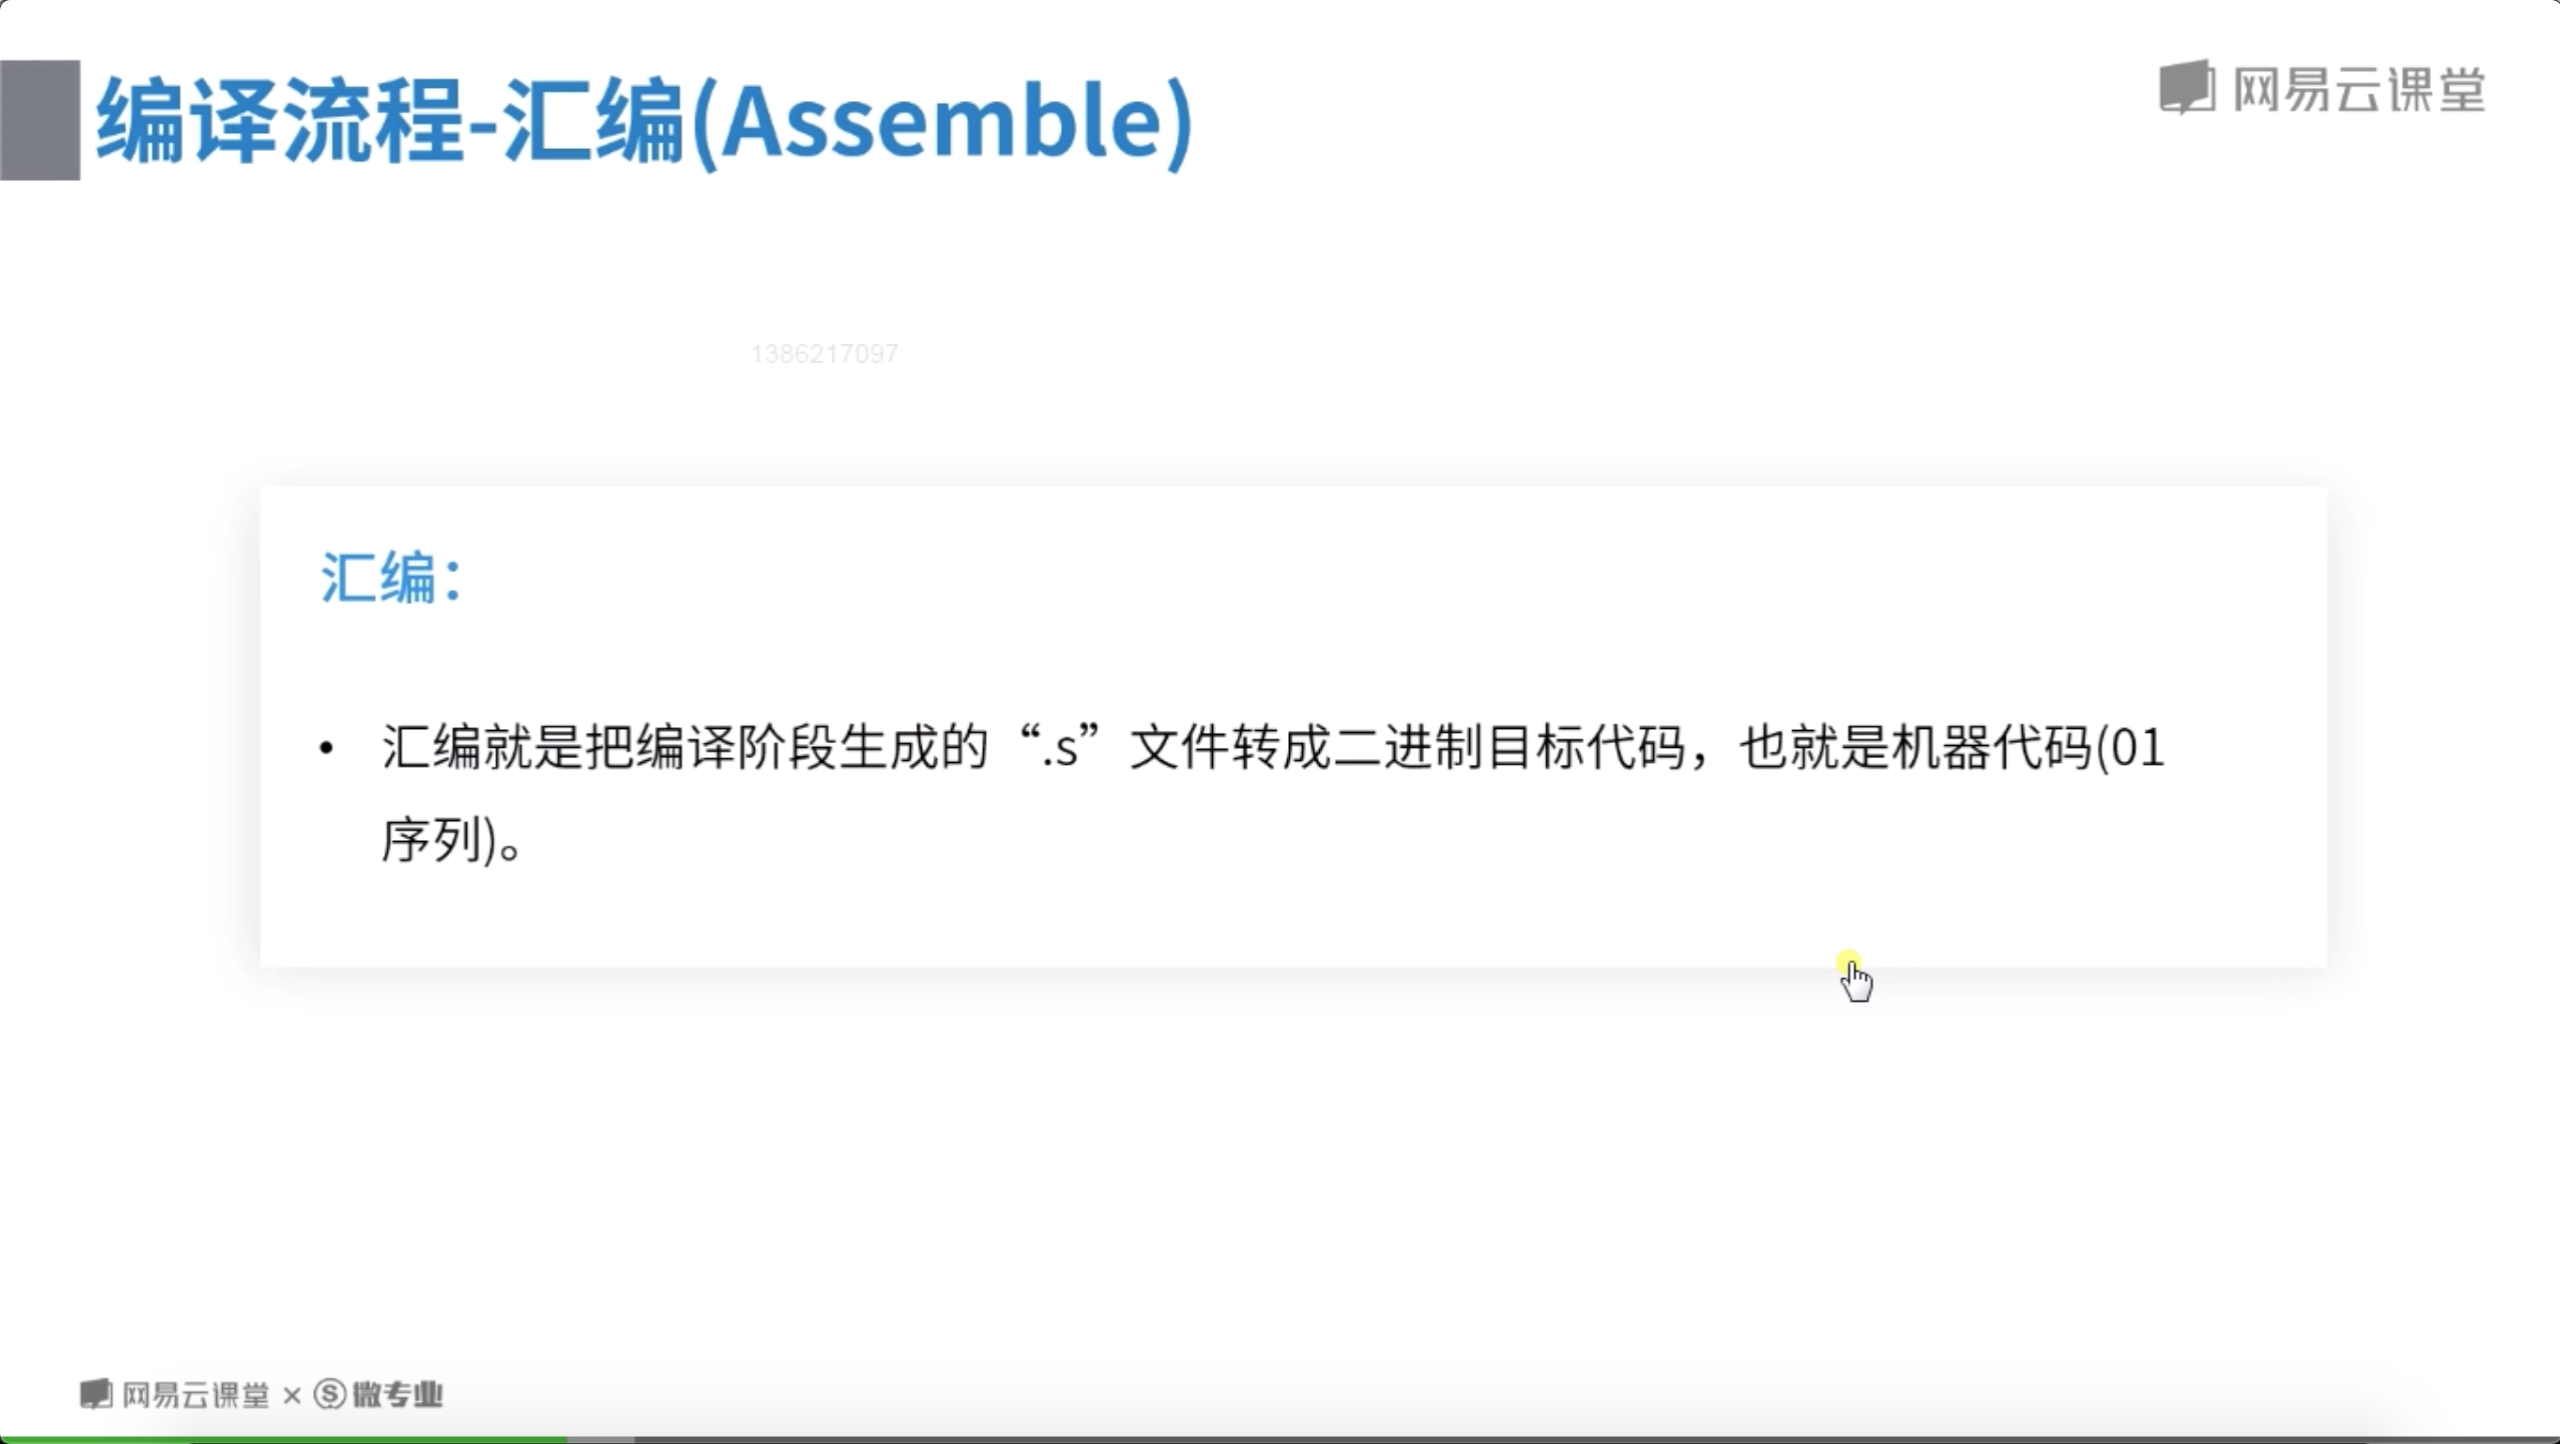 编译流程-汇编(Assemble)
网易云课堂
1386217097
汇编：
• 汇编就是把编译阶段生成的“.s”文件转成二进制目标代码，也就是机器代码(01
序列)。
网易云课堂 × 微专业